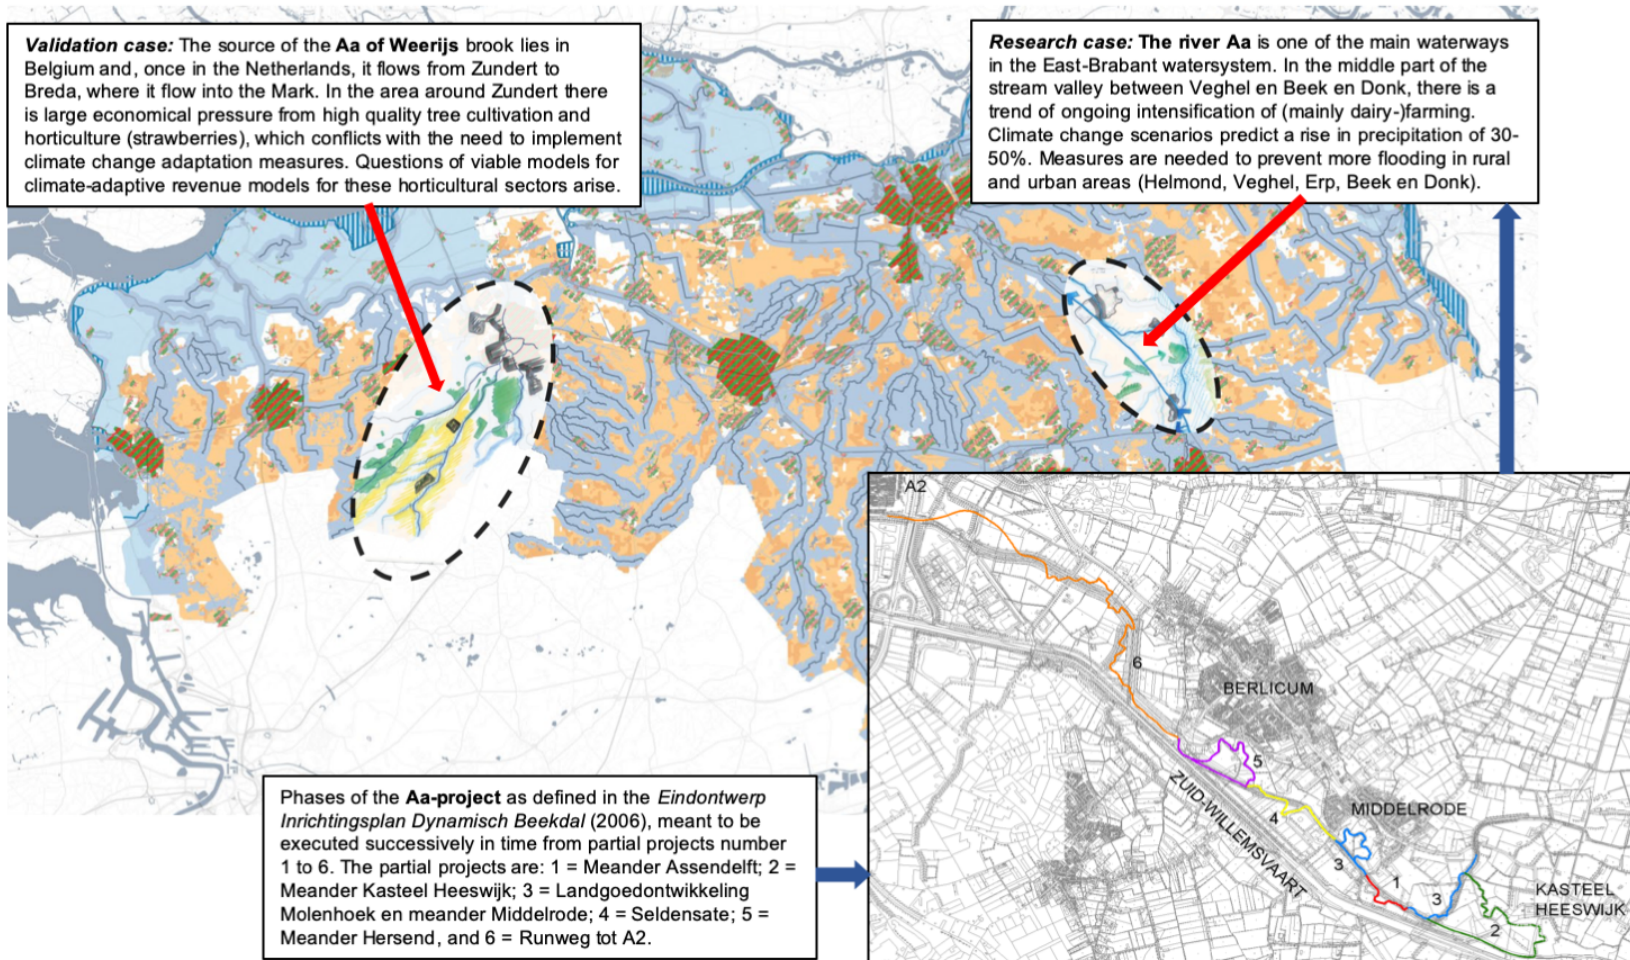 Validation case: The source of the Aa of Weerijs brook lies in
Belgium and, once in the Netherlands, it flows from Zundert to
Breda, where it flow into the Mark. In the area around Zundert there
is large economical pressure from high quality tree cultivation and
horticulture (strawberries), which conflicts with the need to implement
climate change adaptation measures. Questions of viable models for
climate-adaptive revenue models for these horticultural sectors arise.
Research case: The river Aa is one of the main waterways
in the East-Brabant watersystem. In the middle part of the
stream valley between Veghel en Beek en Donk, there is a
trend of ongoing intensification of (mainly dairy-)farming.
Climate change scenarios predict a rise in precipitation of 30-
50%. Measures are needed to prevent more flooding in rural
and urban areas (Helmond, Veghel, Erp, Beek en Donk).
Phases of the Aa-project as defined in the Eindontwerp
Inrichtingsplan Dynamisch Beekdal (2006), meant to be
executed successively in time from partial projects number
1 to 6. The partial projects are: 1 = Meander Assendelft; 2 =
Meander Kasteel Heeswijk; 3 = Landgoedontwikkeling
Molenhoek en meander Middelrode; 4 = Seldensate; 5 =
Meander Hersend, and 6 = Runweg tot A2.
A2
6
BERLICUM
5
ZUID-WILLEMSVAART
4
MIDDELRODE
3
1
3
KASTEEL
HEESWIJK
2